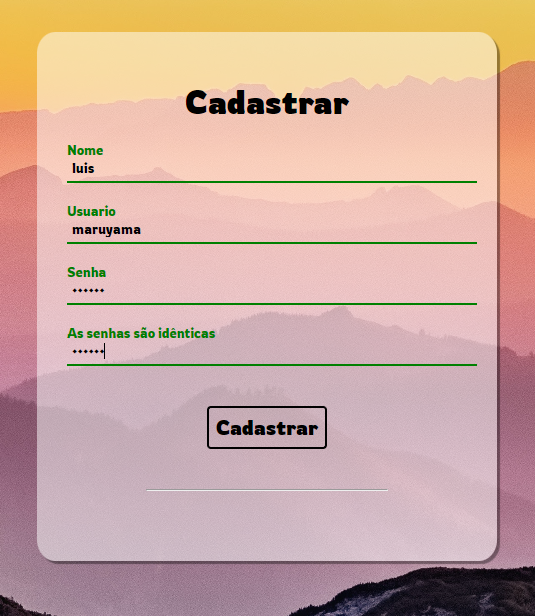 Cadastrar
Nome
luis
Usuario
maruyama
Senha
••••••
As senhas são idênticas
••••••
Cadastrar